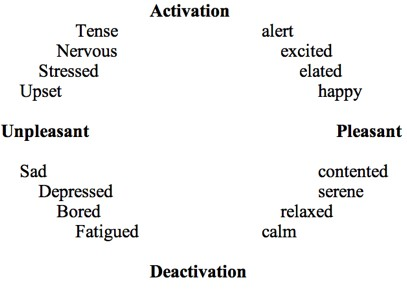 Activation
Tense alert
Nervous excited
Stressed elated
Upset happy
Unpleasant Pleasant
Sad contented
Depressed serene
Bored relaxed
Fatigued calm
Deactivation